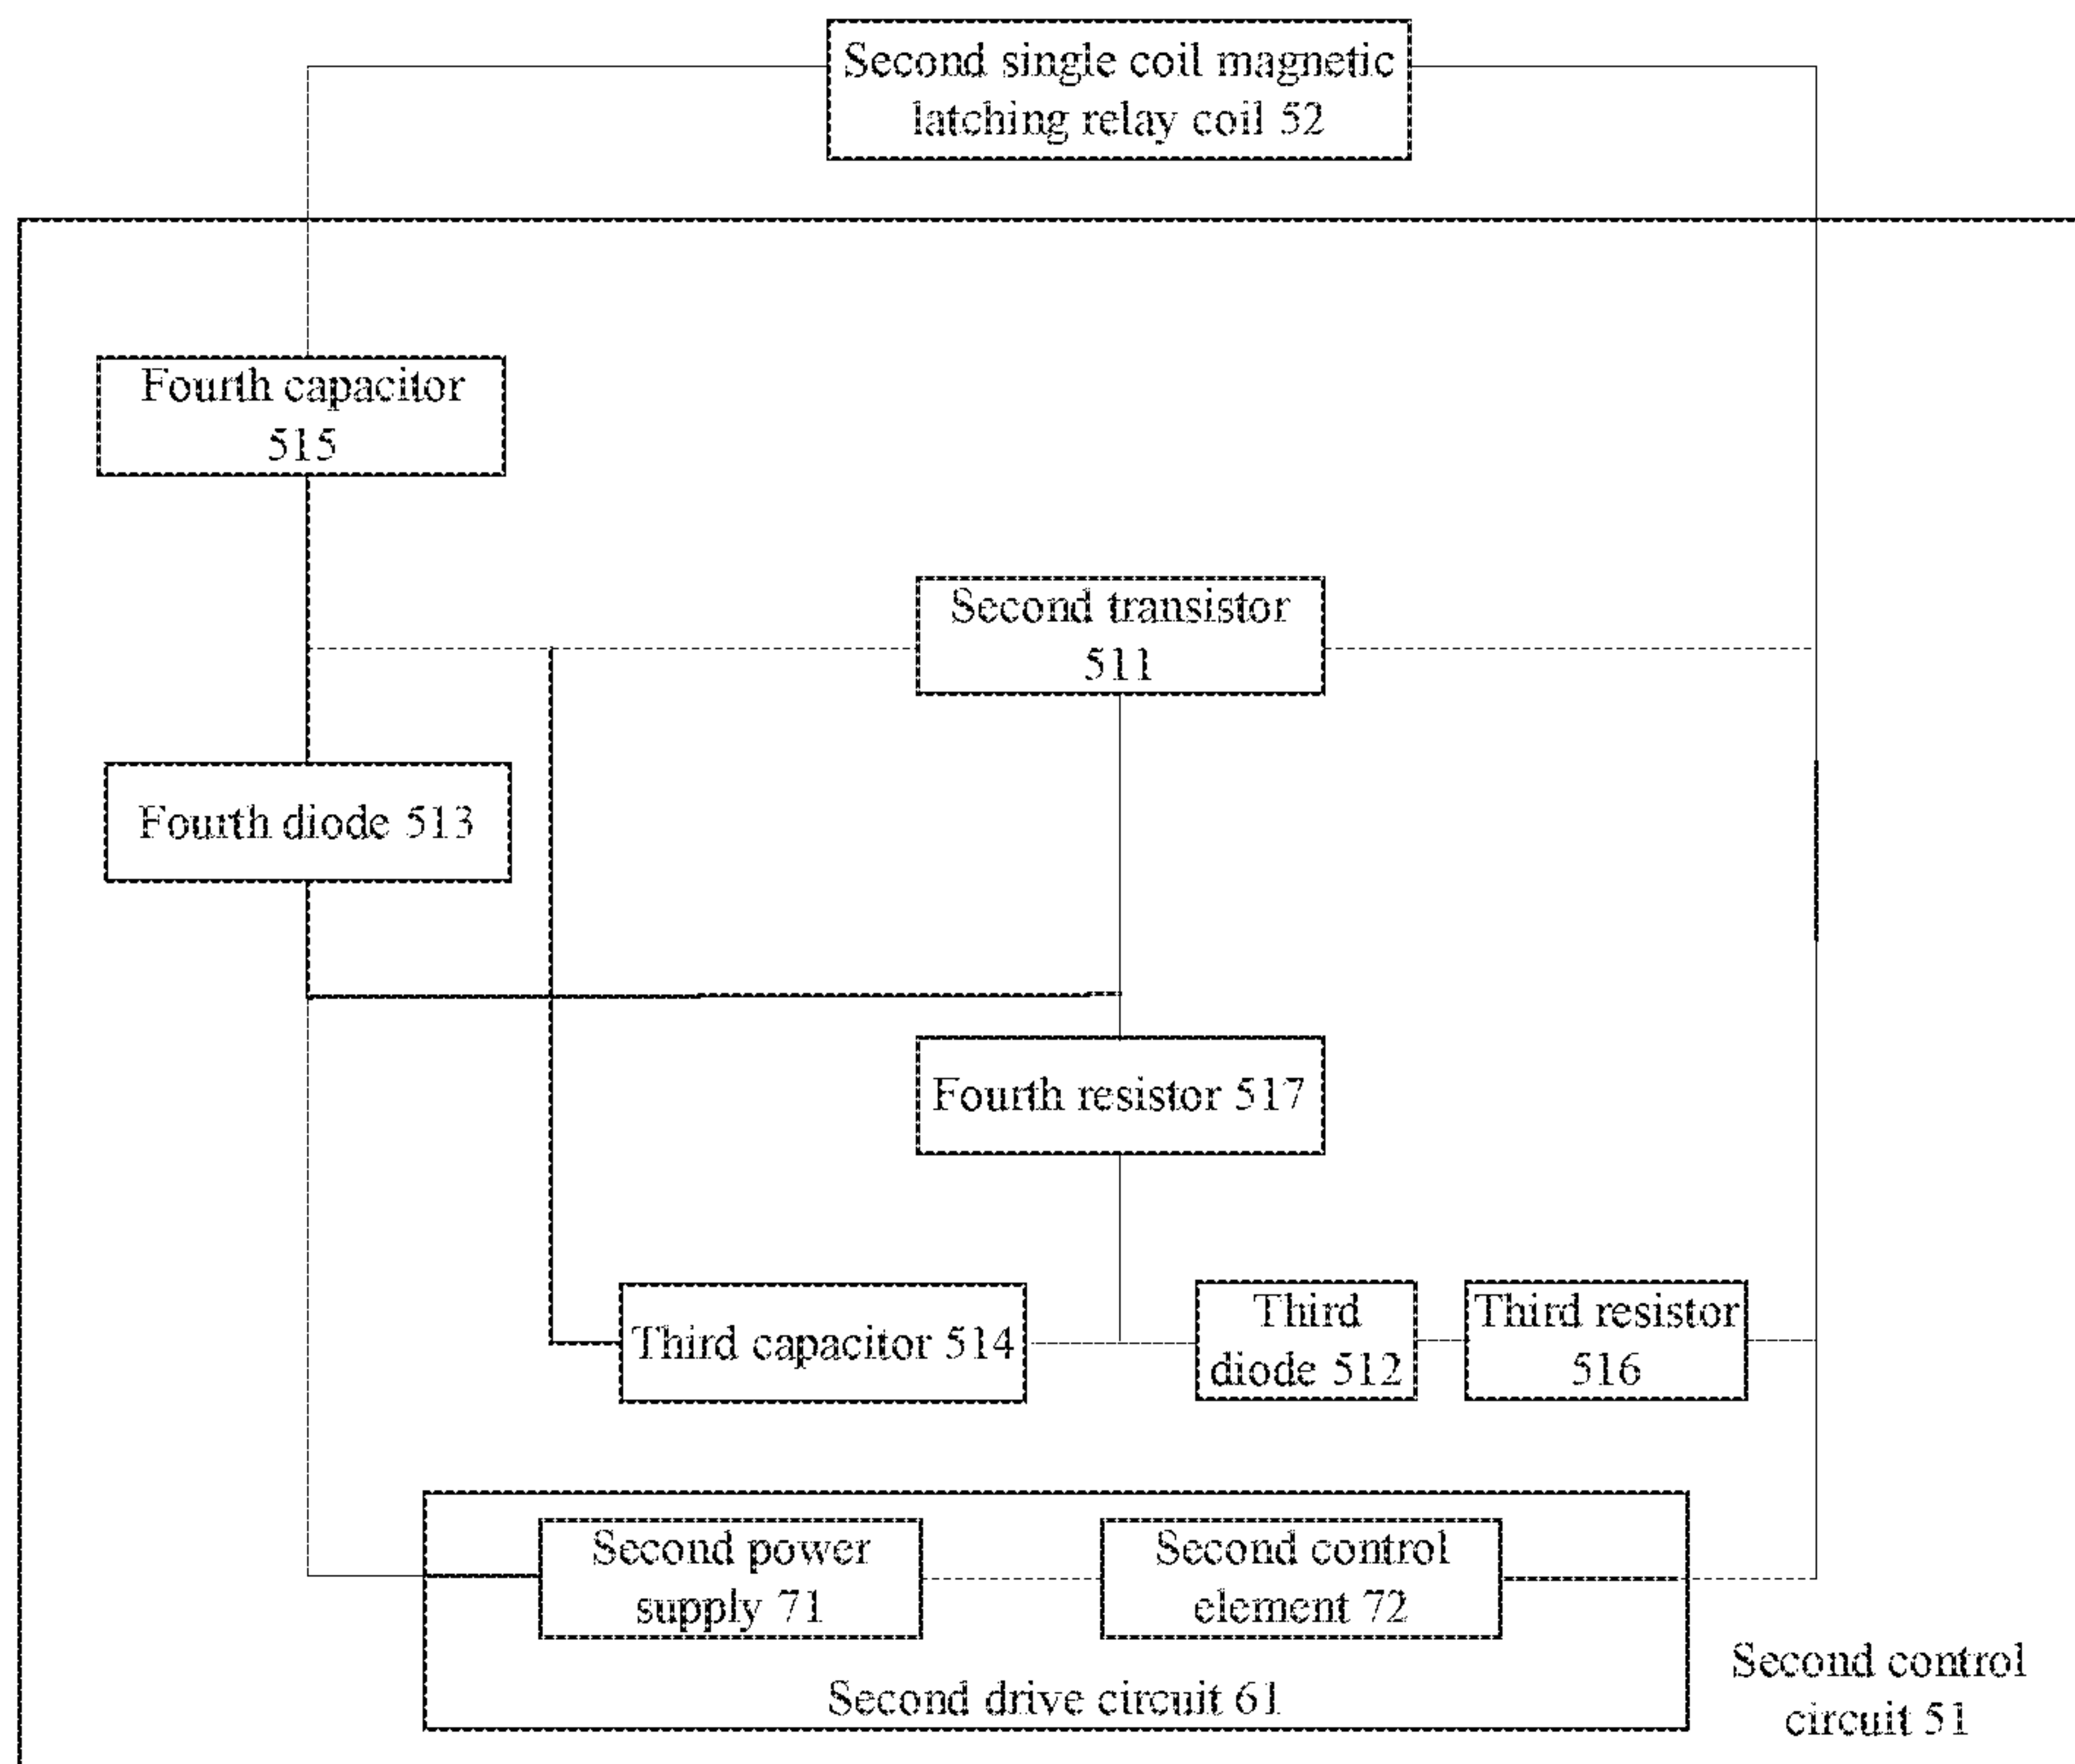 Second single coil magnetic
latching relay coil 52
Fourth capacitor
515
Second transistor
511
Fourth diode 513
Fourth resistor 517
Third capacitor 514
Third
diode 512
Third resistor
516
Second power
supply 71
Second control
element 72
Second drive circuit 61
Second control
circuit 51